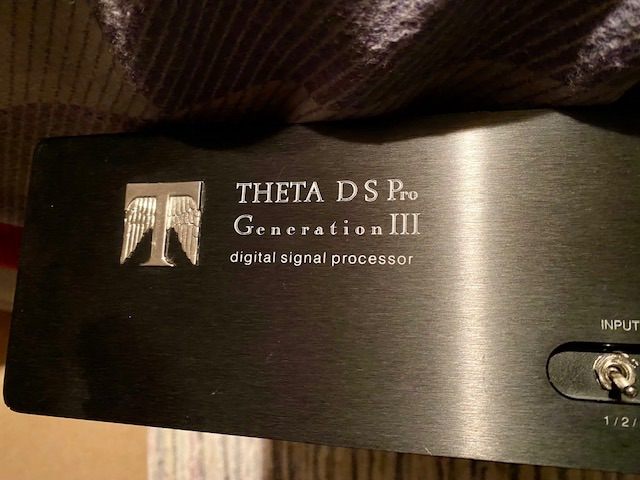 T
THETA DS Pro
Generation III
digital signal processor
INPUT
1/2/